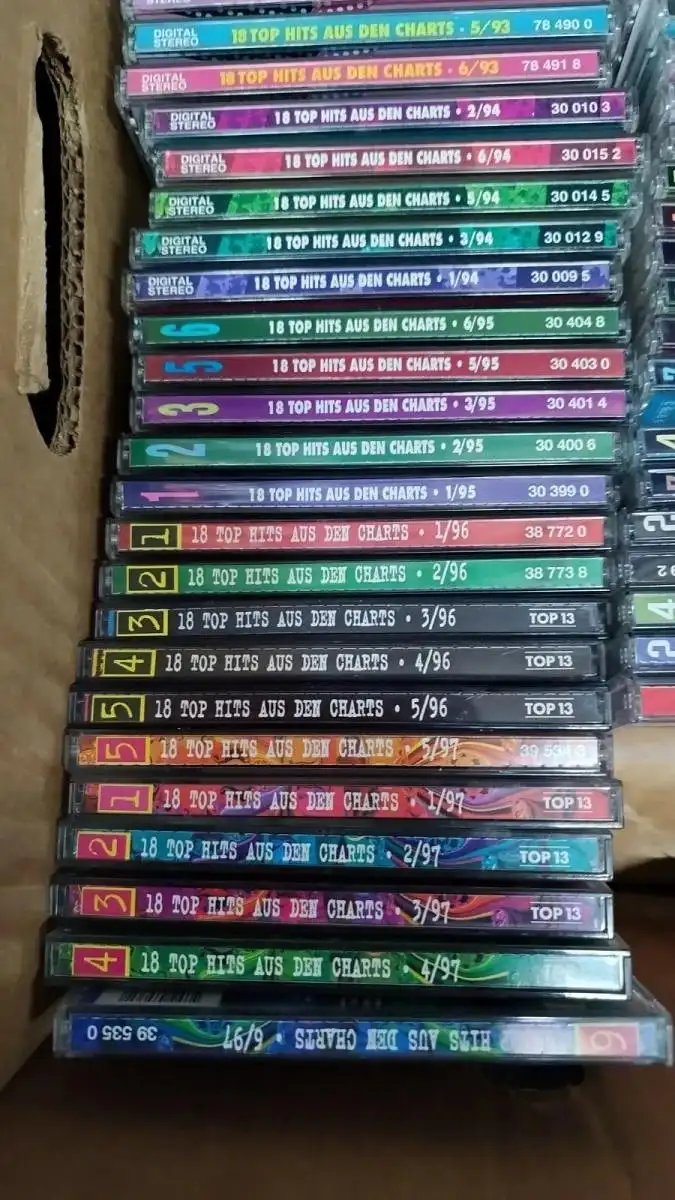 STEREO
DIGITAL STEREO 18 TOP HITS AUS DEN CHARTS • 5/93 78 490 0
DIGITAL STEREO 18 TOP HITS AUS DEN CHARTS • 6/93 78 491 8
DIGITAL STEREO 18 TOP HITS AUS DEN CHARTS • 2/94 30 010 3
DIGITAL STEREO 18 TOP HITS AUS DEN CHARTS • 6/94 30 015 2
DIGITAL STEREO 18 TOP HITS AUS DEN CHARTS • 5/94 30 014 5
DIGITAL STEREO 18 TOP HITS AUS DEN CHARTS • 3/94 30 012 9
DIGITAL STEREO 18 TOP HITS AUS DEN CHARTS • 1/94 30 009 5
6 18 TOP HITS AUS DEN CHARTS • 6/95 30 404 8
5 18 TOP HITS AUS DEN CHARTS • 5/95 30 403 0
3 18 TOP HITS AUS DEN CHARTS • 3/95 30 401 4
2 18 TOP HITS AUS DEN CHARTS • 2/95 30 400 6
1 18 TOP HITS AUS DEN CHARTS • 1/95 30 399 0
1 18 TOP HITS AUS DEN CHARTS • 1/96 38 772 0
2 18 TOP HITS AUS DEN CHARTS • 2/96 38 773 8
3 18 TOP HITS AUS DEN CHARTS • 3/96 TOP 13
4 18 TOP HITS AUS DEN CHARTS • 4/96 TOP 13
5 18 TOP HITS AUS DEN CHARTS • 5/96 TOP 13
5 18 TOP HITS AUS DEN CHARTS • 5/97
1 18 TOP HITS AUS DEN CHARTS • 1/97 TOP 13
2 18 TOP HITS AUS DEN CHARTS • 2/97 TOP 13
3 18 TOP HITS AUS DEN CHARTS • 3/97 TOP 13
4 18 TOP HITS AUS DEN CHARTS • 4/97
6 HITS AUS DEN CHARTS • 6/97 39 535 0